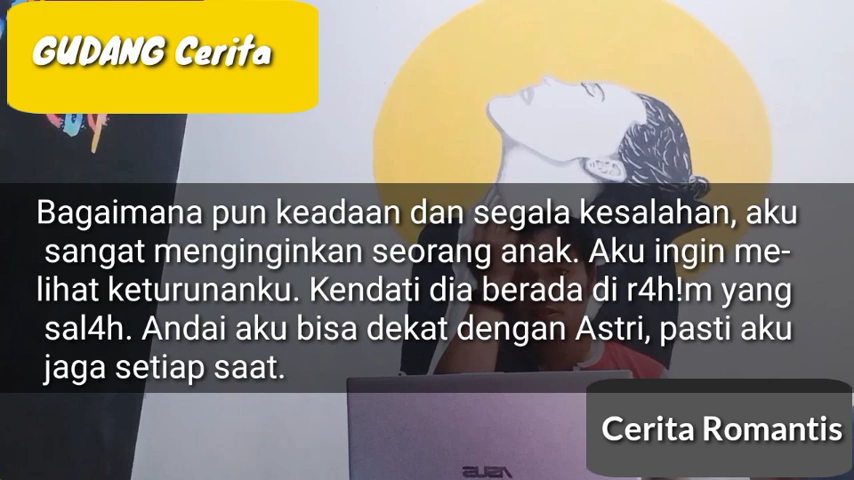 GUDANG Cerita
Bagaimana pun keadaan dan segala kesalahan, aku
sangat menginginkan seorang anak. Aku ingin me-
lihat keturunanku. Kendati dia berada di r4h!m yang
sal4h. Andai aku bisa dekat dengan Astri, pasti aku
jaga setiap saat.
Cerita Romantis
ASUS